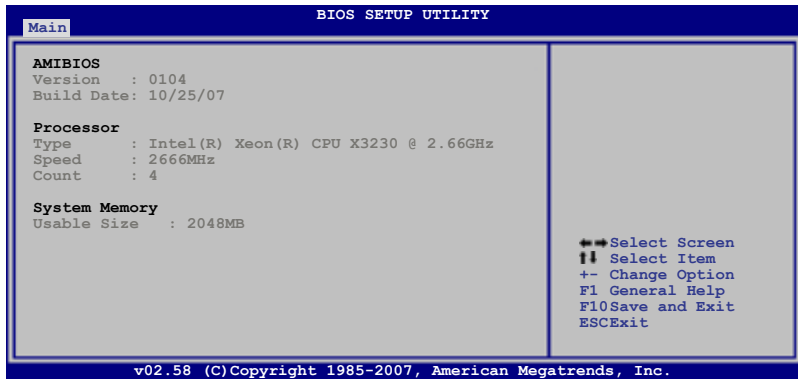 BIOS SETUP UTILITY
Main
AMIBIOS
Version : 0104
Build Date: 10/25/07
Processor
Type : Intel(R) Xeon(R) CPU X3230 @ 2.66GHz
Speed : 2666MHz
Count : 4
System Memory
Usable Size : 2048MB
←→Select Screen
↑↓ Select Item
+- Change Option
F1 General Help
F10Save and Exit
ESCExit
v02.58 (C)Copyright 1985-2007, American Megatrends, Inc.